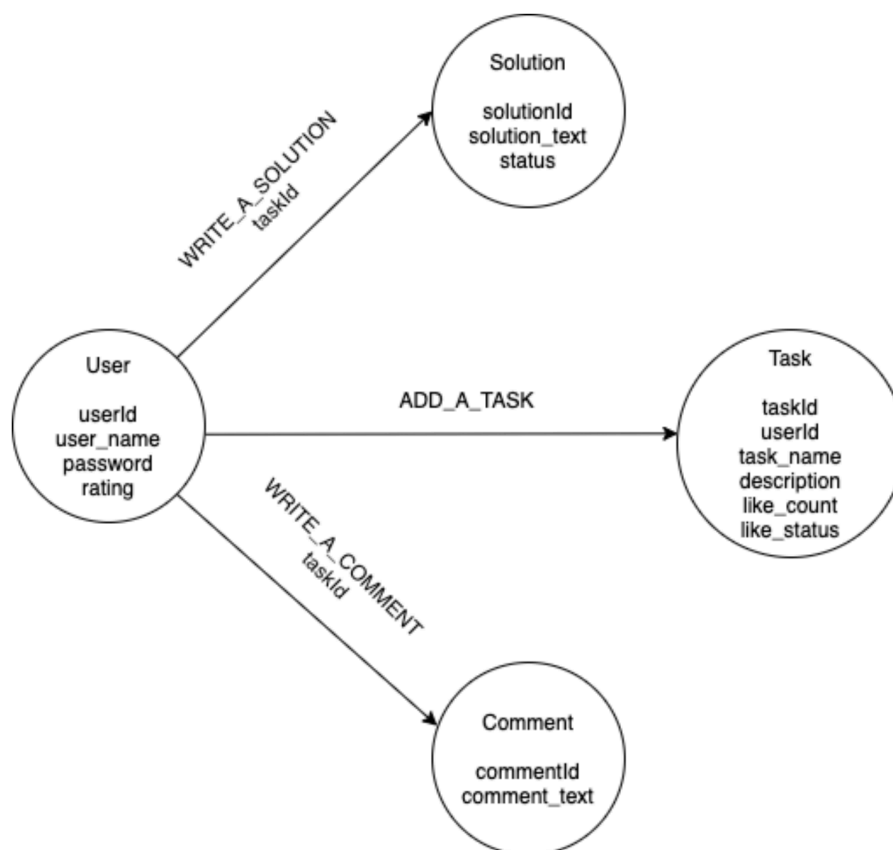 Solution
solutionId
solution_text
status
WRITE_A_SOLUTION
taskId
User
userId
user_name
password
rating
ADD_A_TASK
Task
taskId
userId
task_name
description
like_count
like_status
WRITE_A_COMMENT
taskId
Comment
commentId
comment_text